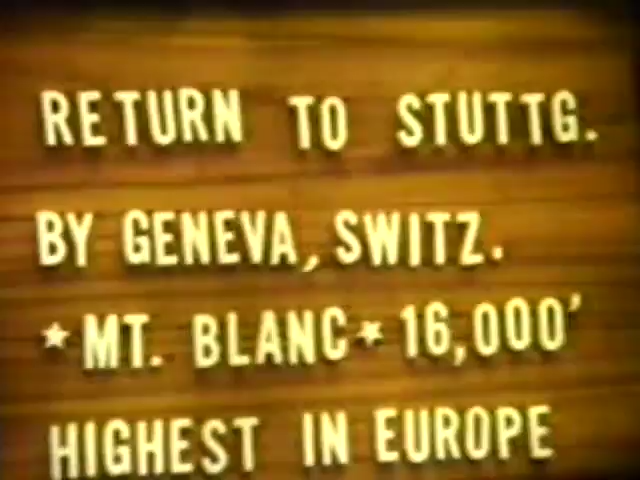 RETURN TO STUTTG.
BY GENEVA, SWITZ.
*MT. BLANC* 16,000'
HIGHEST IN EUROPE